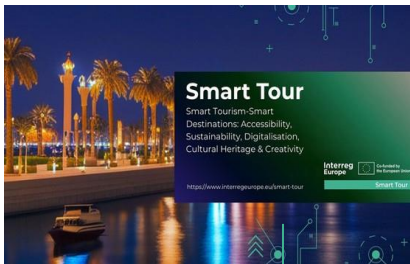 Smart Tour
Smart Tourism-Smart
Destinations: Accessibility,
Sustainability, Digitalisation,
Cultural Heritage & Creativity
Interreg
Europe
Co-funded by
the European Union
Smart Tour
https://www.interregeurope.eu/smart-tour